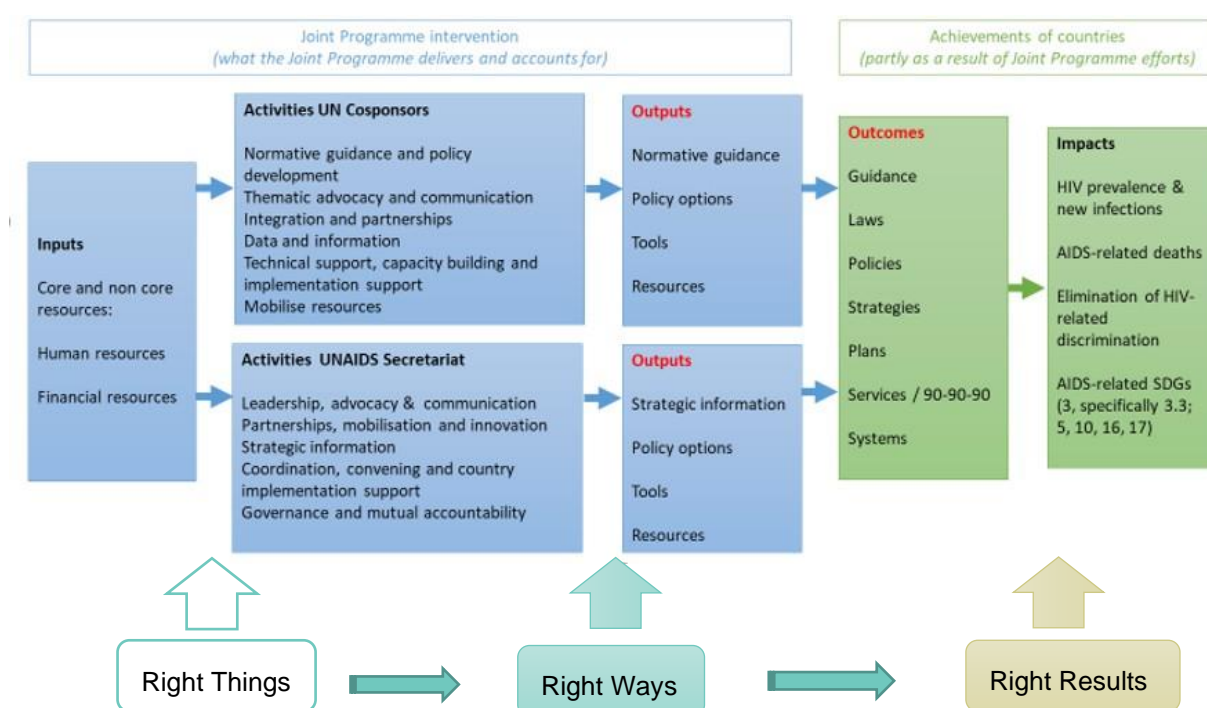 Joint Programme intervention
(what the Joint Programme delivers and accounts for)
Achievements of countries
(partly as a result of Joint Programme efforts)
Inputs
Core and non core
resources:
Human resources
Financial resources
Activities UN Cosponsors
Normative guidance and policy
development
Thematic advocacy and communication
Integration and partnerships
Data and information
Technical support, capacity building and
implementation support
Mobilise resources
Outputs
Normative guidance
Policy options
Tools
Resources
Activities UNAIDS Secretariat
Leadership, advocacy & communication
Partnerships, mobilisation and innovation
Strategic information
Coordination, convening and country
implementation support
Governance and mutual accountability
Outputs
Strategic information
Policy options
Tools
Resources
Outcomes
Guidance
Laws
Policies
Strategies
Plans
Services / 90-90-90
Systems
Impacts
HIV prevalence &
new infections
AIDS-related deaths
Elimination of HIV-
related
discrimination
AIDS-related SDGs
(3, specifically 3.3;
5, 10, 16, 17)
Right Things
Right Ways
Right Results